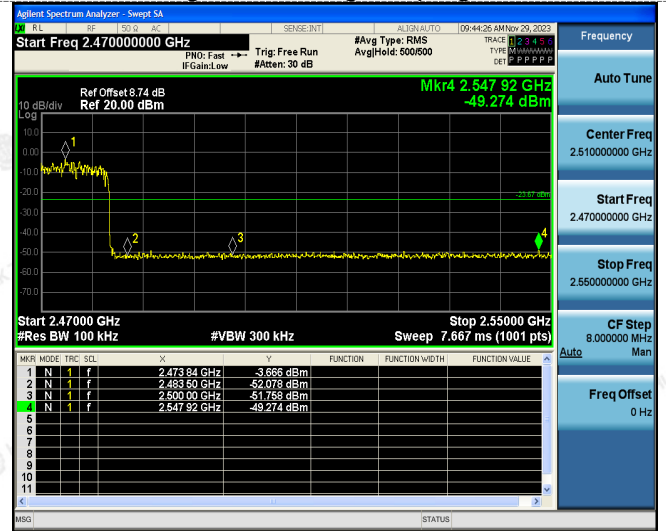 Agilent Spectrum Analyzer - Swept SA
RL RF 50 Ω AC SENSE:INT ALIGN AUTO 09:44:26 AM Nov 29, 2023
Start Freq 2.470000000 GHz #Avg Type: RMS TRACE 1 2 3 4 5 6
PNO: Fast Trig: Free Run Avg|Hold: 500/500 TYPE M
IFGain:Low #Atten: 30 dB DET P P P P P P
Frequency
Auto Tune
Center Freq
2.510000000 GHz
Start Freq
2.470000000 GHz
Stop Freq
2.550000000 GHz
CF Step
8.000000 MHz
Auto Man
Freq Offset
0 Hz
Mkr4 2.547 92 GHz
-49.274 dBm
Ref Offset 8.74 dB
10 dB/div Ref 20.00 dBm
Log
10.0
0.00
-10.0
-20.0
-30.0
-40.0
-50.0
-60.0
-70.0
1
2
3
4
-23.67 dBm
Start 2.47000 GHz Stop 2.55000 GHz
#Res BW 100 kHz #VBW 300 kHz Sweep 7.667 ms (1001 pts)
MKR MODE TRC SCL X Y FUNCTION FUNCTION WIDTH FUNCTION VALUE
1 N 1 f 2.473 84 GHz -3.666 dBm
2 N 1 f 2.483 50 GHz -52.078 dBm
3 N 1 f 2.500 00 GHz -51.758 dBm
4 N 1 f 2.547 92 GHz -49.274 dBm
5
6
7
8
9
10
11
MSG STATUS